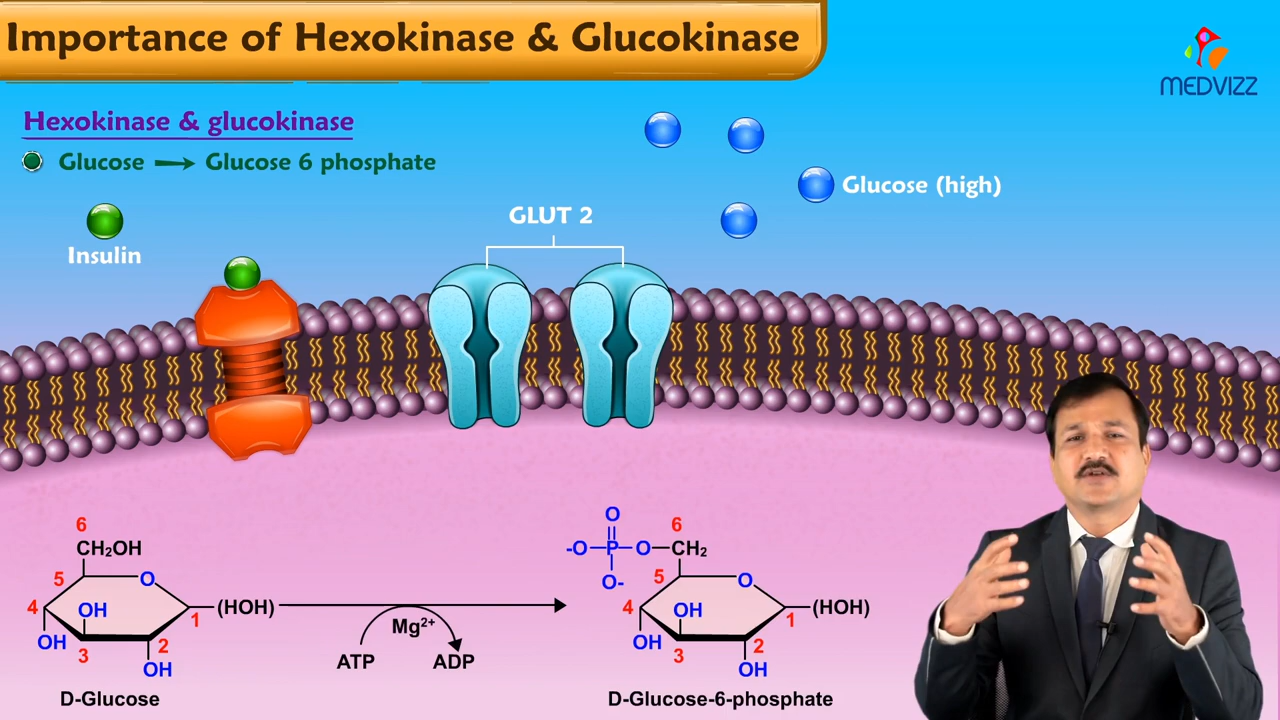 Importance of Hexokinase & Glucokinase
MEDVIZZ
Hexokinase & glucokinase
Glucose → Glucose 6 phosphate
Glucose (high)
GLUT 2
Insulin
6
CH₂OH
5
O
4
OH
1
(HOH)
OH
3
2
OH
D-Glucose
Mg²⁺
ATP
ADP
O
-O–P–O–CH₂
6
O-
5
O
4
OH
1
(HOH)
OH
3
2
OH
D-Glucose-6-phosphate